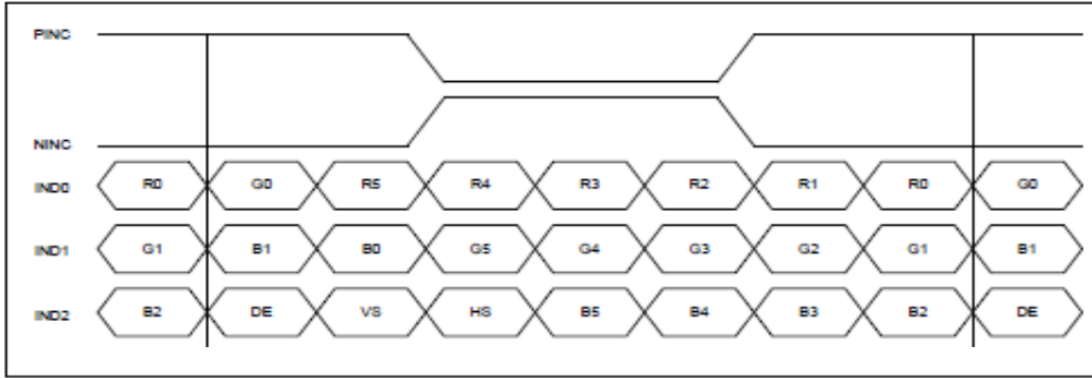 PINC
NINC
IND0 R0 G0 R5 R4 R3 R2 R1 R0 G0
IND1 G1 B1 B0 G5 G4 G3 G2 G1 B1
IND2 B2 DE VS HS B5 B4 B3 B2 DE